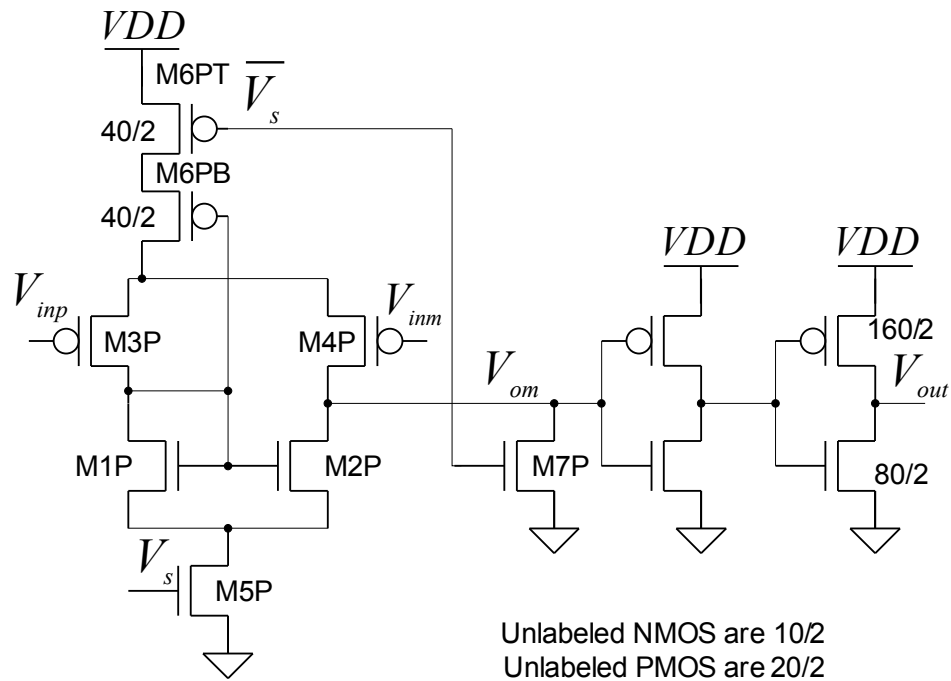 VDD
M6PT
V̅s
40/2
M6PB
40/2
VDD
VDD
Vinp
M3P
M4P
Vinm
160/2
Vom
Vout
M1P
M2P
M7P
80/2
Vs
M5P
Unlabeled NMOS are 10/2
Unlabeled PMOS are 20/2